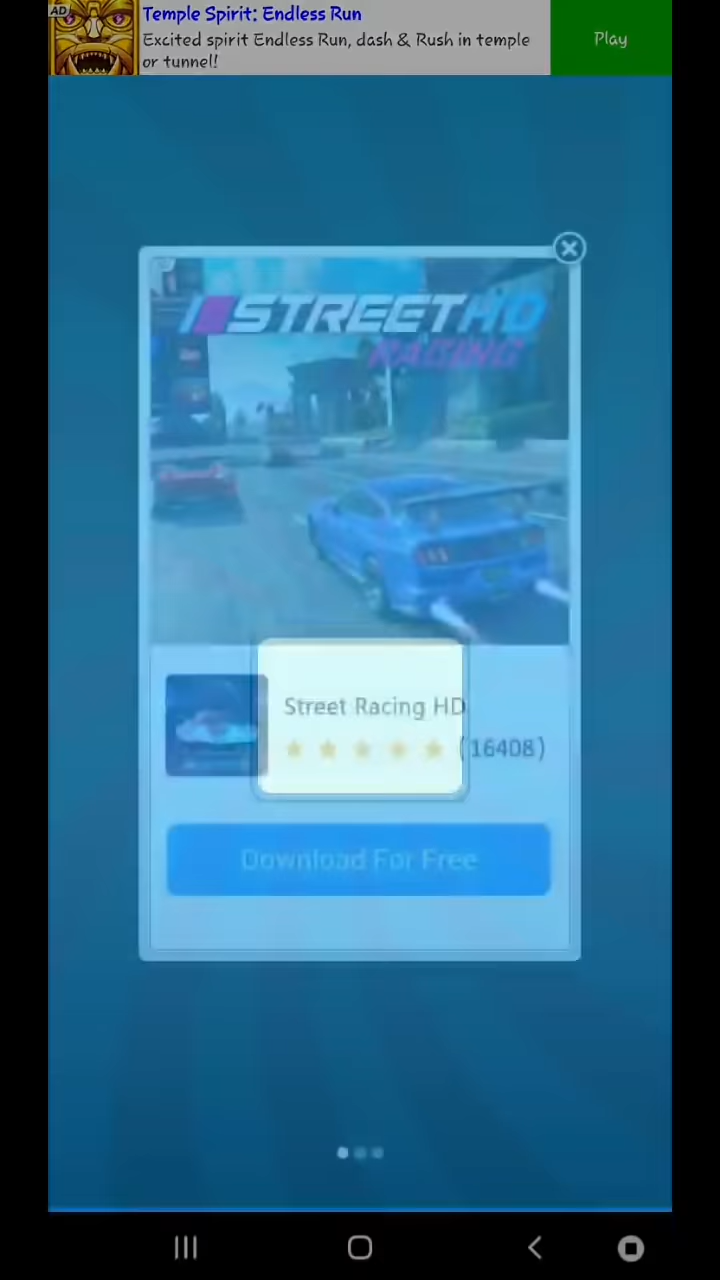 AD
Temple Spirit: Endless Run
Excited spirit Endless Run, dash & Rush in temple
or tunnel!
Play
STREET HD
RACING
Street Racing HD
(16408)
Download For Free